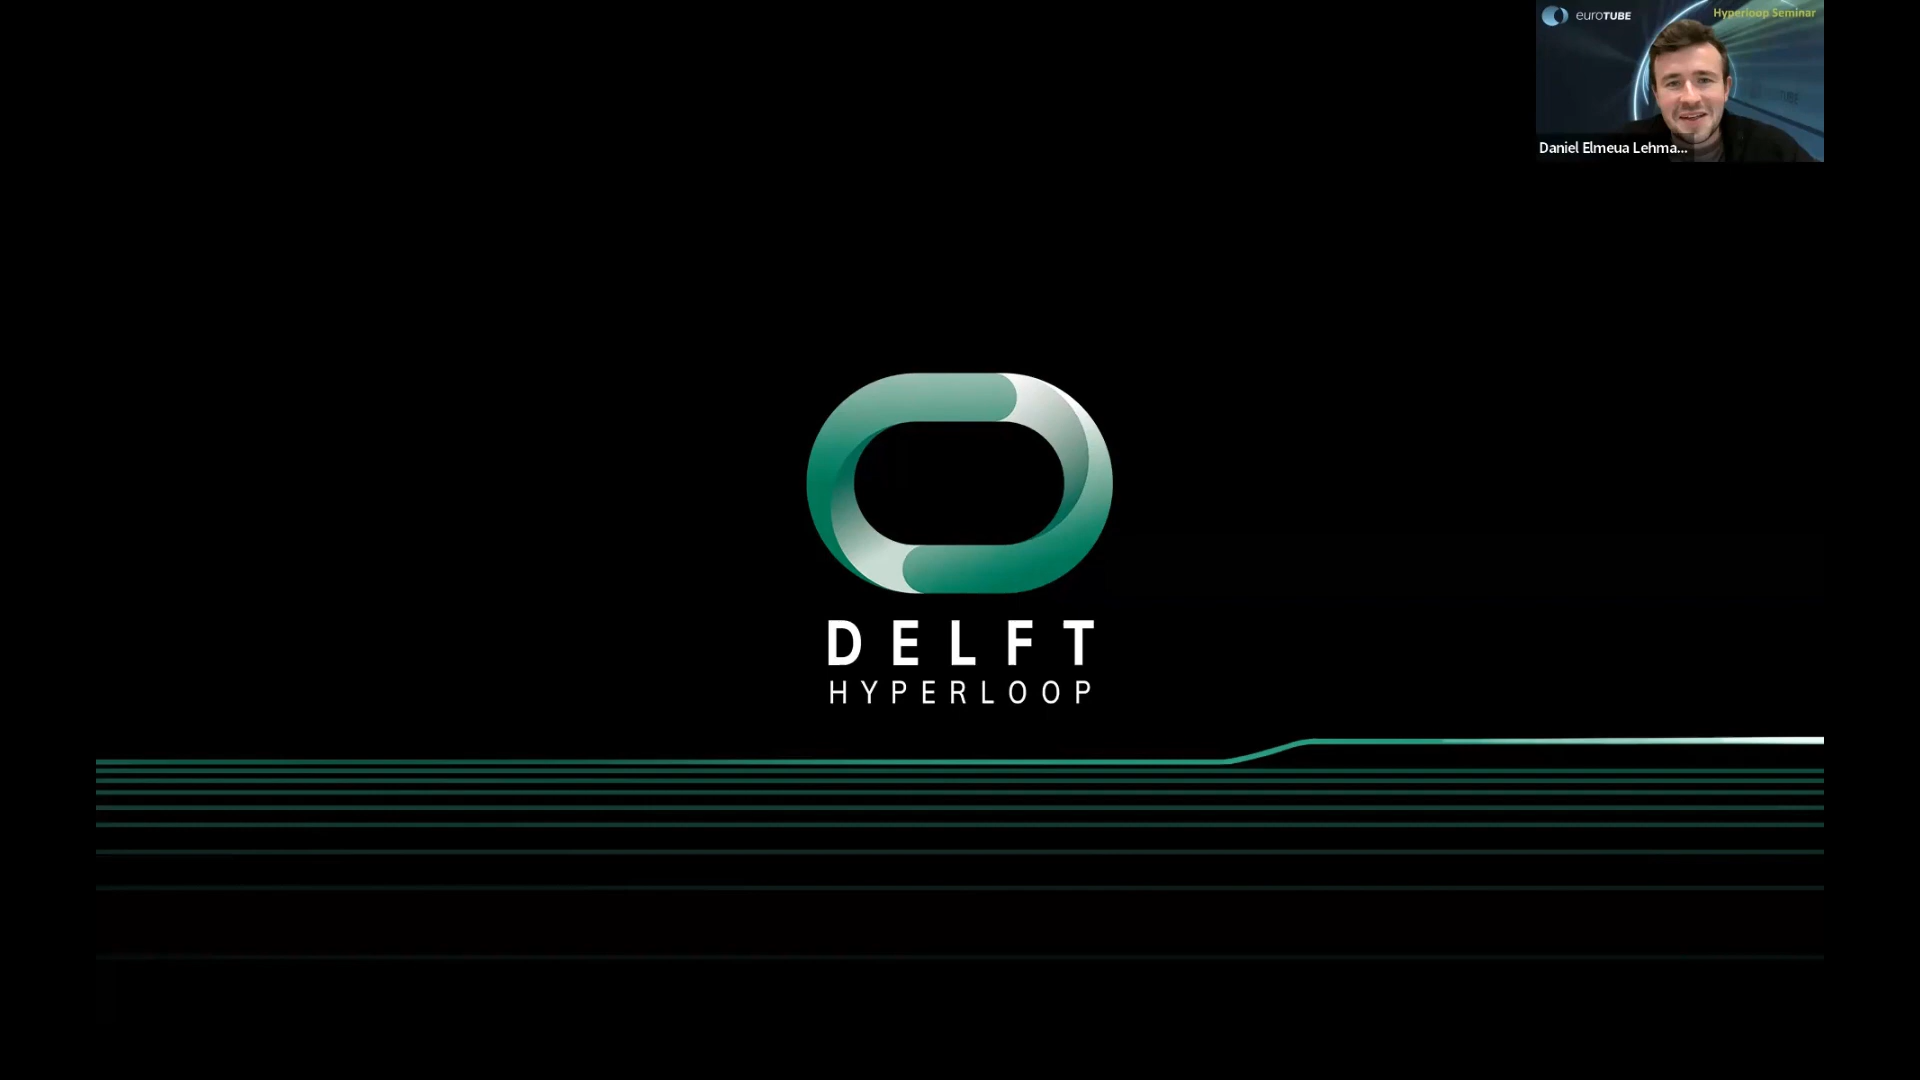 euroTUBE
Hyperloop Seminar
Daniel Elmeua Lehma...
DELFT
HYPERLOOP